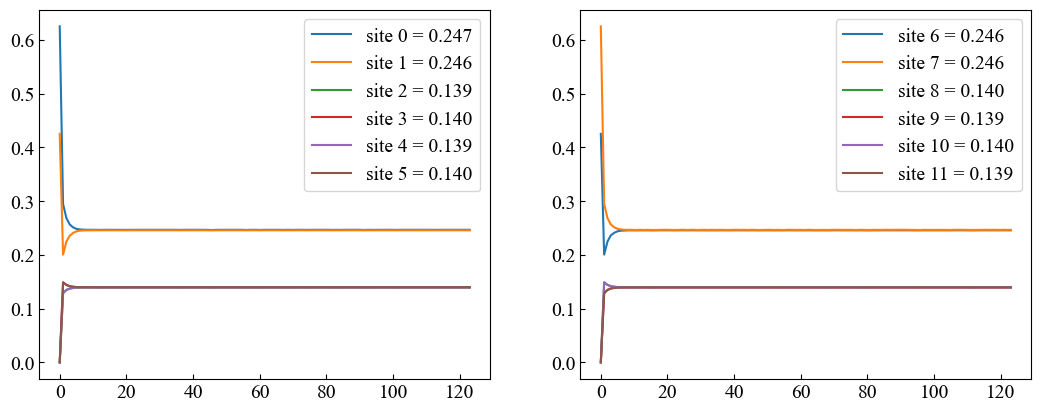 0.6
0.5
0.4
0.3
0.2
0.1
0.0
0 20 40 60 80 100 120
site 0 = 0.247
site 1 = 0.246
site 2 = 0.139
site 3 = 0.140
site 4 = 0.139
site 5 = 0.140
0.6
0.5
0.4
0.3
0.2
0.1
0.0
0 20 40 60 80 100 120
site 6 = 0.246
site 7 = 0.246
site 8 = 0.140
site 9 = 0.139
site 10 = 0.140
site 11 = 0.139